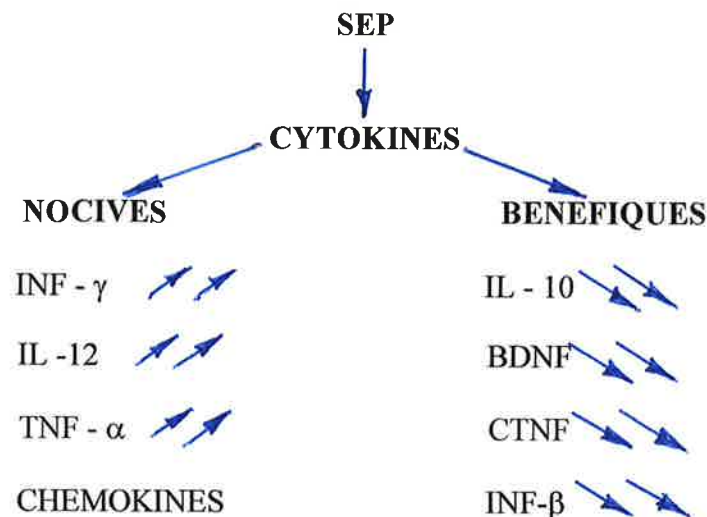 SEP
CYTOKINES
NOCIVES
BENEFIQUES
INF - γ
IL - 10
IL -12
BDNF
TNF - α
CTNF
CHEMOKINES
INF-β